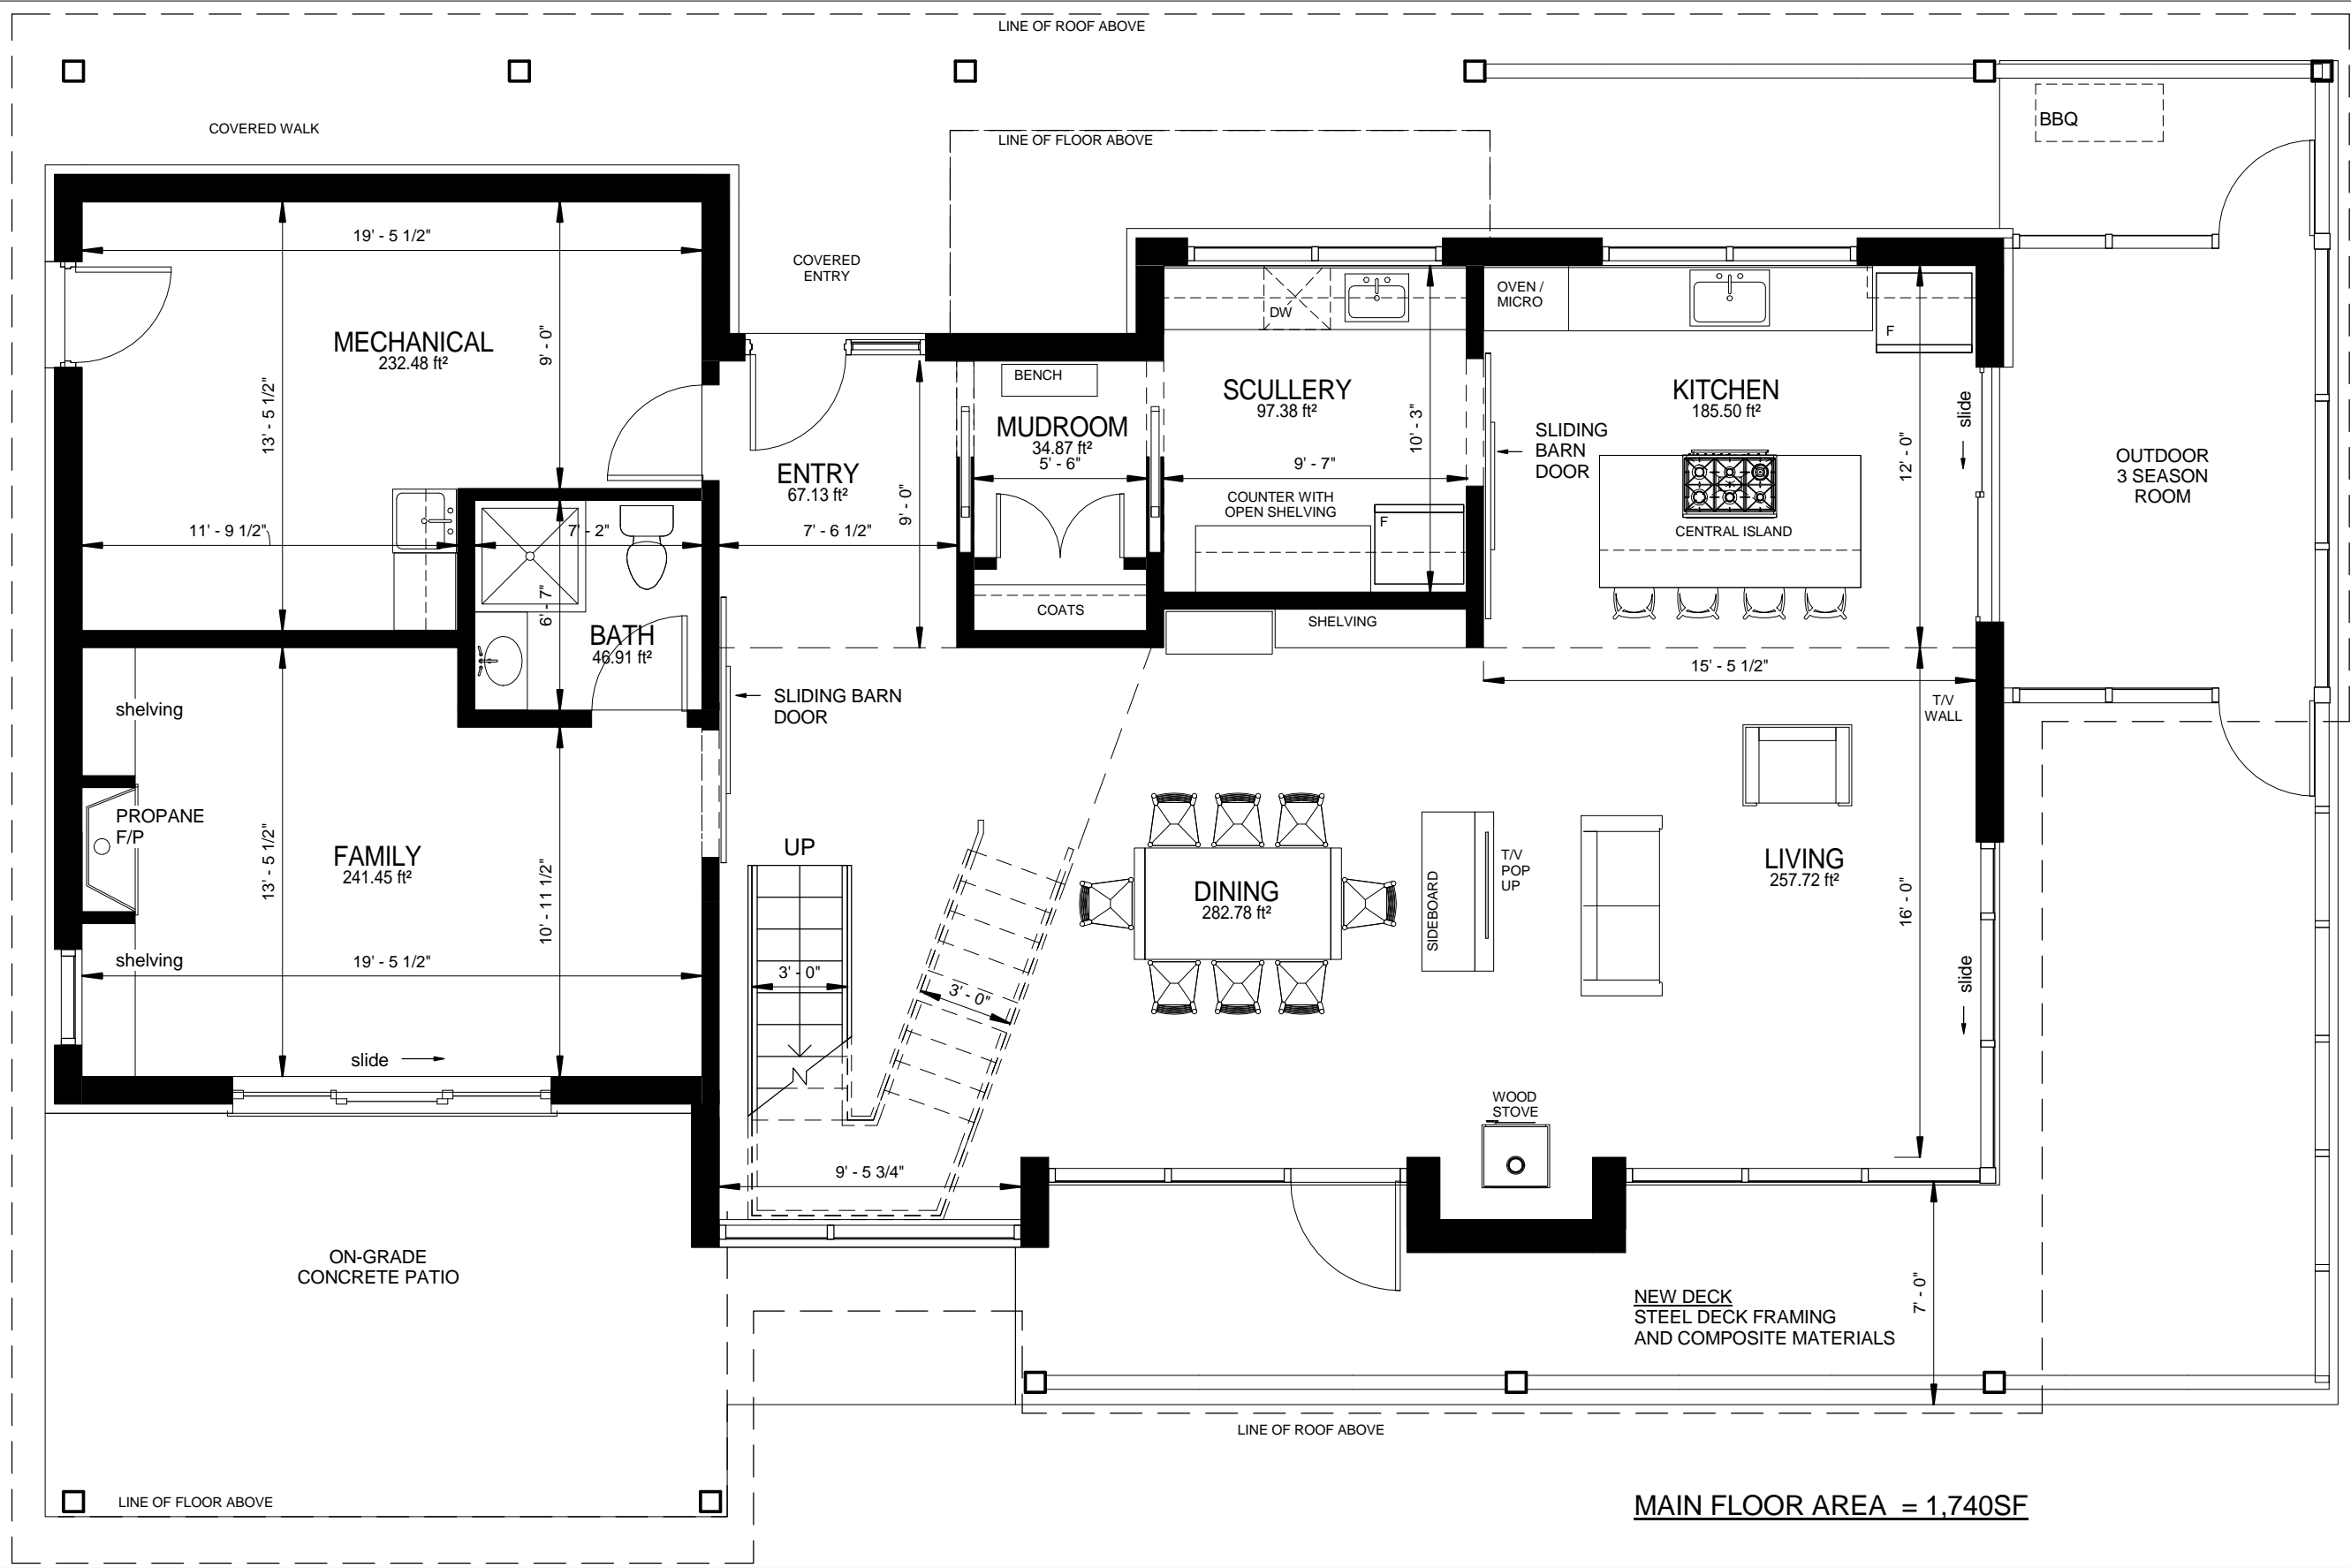 LINE OF ROOF ABOVE
COVERED WALK
BBQ
LINE OF FLOOR ABOVE
19' - 5 1/2"
COVERED
ENTRY
OVEN /
MICRO
DW
F
MECHANICAL
232.48 ft²
9' - 0"
13' - 5 1/2"
BENCH
MUDROOM
34.87 ft²
5' - 6"
SCULLERY
97.38 ft²
10' - 3"
9' - 7"
KITCHEN
185.50 ft²
slide
SLIDING
BARN
DOOR
12' - 0"
OUTDOOR
3 SEASON
ROOM
ENTRY
67.13 ft²
9' - 0"
COUNTER WITH
OPEN SHELVING
F
CENTRAL ISLAND
11' - 9 1/2"
7' - 2"
7' - 6 1/2"
6' - 7"
BATH
46.91 ft²
COATS
SHELVING
15' - 5 1/2"
shelving
SLIDING BARN
DOOR
T/V
WALL
PROPANE
F/P
FAMILY
241.45 ft²
13' - 5 1/2"
10' - 11 1/2"
UP
DINING
282.78 ft²
SIDEBOARD
T/V
POP
UP
LIVING
257.72 ft²
16' - 0"
shelving
19' - 5 1/2"
3' - 0"
3' - 0"
slide
slide
WOOD
STOVE
9' - 5 3/4"
ON-GRADE
CONCRETE PATIO
NEW DECK
STEEL DECK FRAMING
AND COMPOSITE MATERIALS
7' - 0"
LINE OF ROOF ABOVE
LINE OF FLOOR ABOVE
MAIN FLOOR AREA = 1,740SF